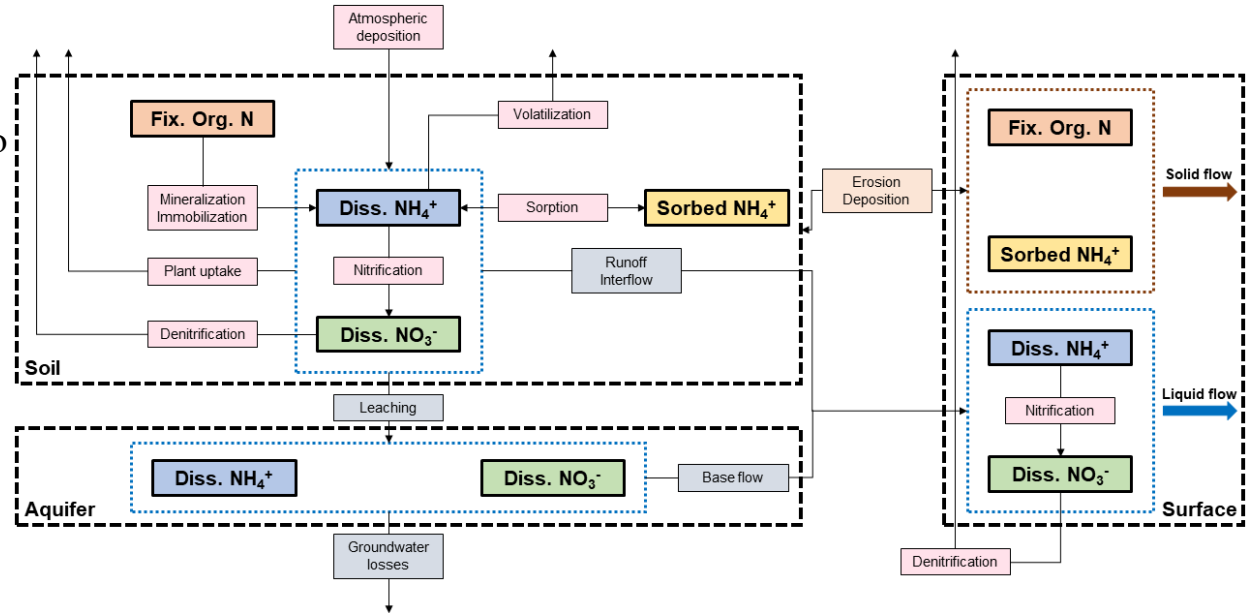 Atmospheric
deposition
Fix. Org. N
Volatilization
Mineralization
Immobilization
Diss. NH₄⁺
Sorption
Sorbed NH₄⁺
Plant uptake
Nitrification
Runoff
Interflow
Denitrification
Diss. NO₃⁻
Soil
Leaching
Diss. NH₄⁺
Diss. NO₃⁻
Base flow
Aquifer
Groundwater
losses
Erosion
Deposition
Fix. Org. N
Solid flow
Sorbed NH₄⁺
Diss. NH₄⁺
Nitrification
Liquid flow
Diss. NO₃⁻
Surface
Denitrification